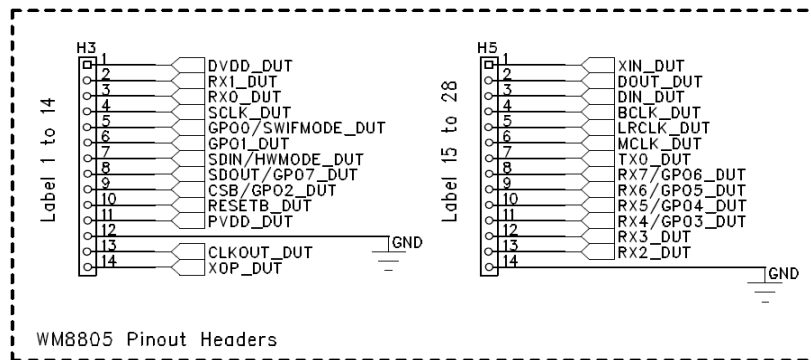 H3
1 DVDD_DUT
2 RX1_DUT
3 RX0_DUT
4 SCLK_DUT
5 GPO0/SWIFMODE_DUT
6 GPO1_DUT
7 SDIN/HWMODE_DUT
8 SDOUT/GPO7_DUT
9 CSB/GPO2_DUT
10 RESETB_DUT
11 PVDD_DUT
12 GND
13 CLKOUT_DUT
14 XOP_DUT
Label 1 to 14
H5
1 XIN_DUT
2 DOUT_DUT
3 DIN_DUT
4 BCLK_DUT
5 LRCLK_DUT
6 MCLK_DUT
7 TX0_DUT
8 RX7/GPO6_DUT
9 RX6/GPO5_DUT
10 RX5/GPO4_DUT
11 RX4/GPO3_DUT
12 RX3_DUT
13 RX2_DUT
14 GND
Label 15 to 28
WM8805 Pinout Headers